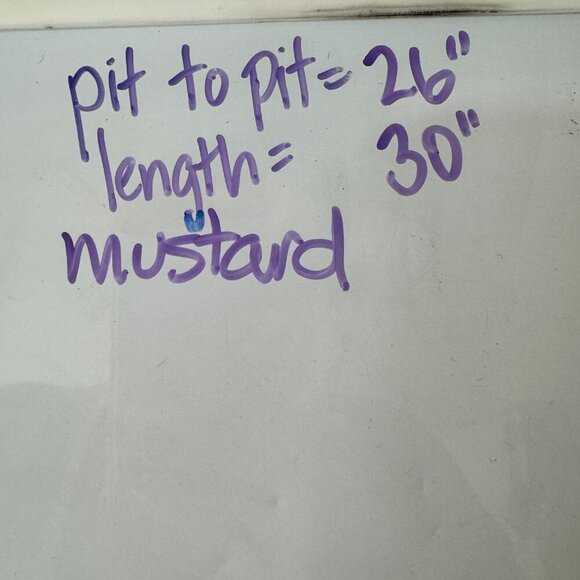 pit to pit= 26"
length= 30"
mustard